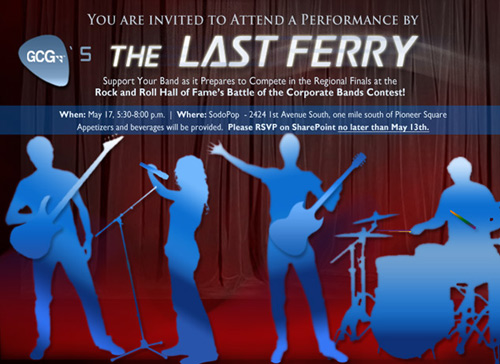 YOU ARE INVITED TO ATTEND A PERFORMANCE BY
GCG 's THE LAST FERRY
Support Your Band as it Prepares to Compete in the Regional Finals at the
Rock and Roll Hall of Fame's Battle of the Corporate Bands Contest!
When: May 17, 5:30-8:00 p.m. | Where: SodoPop - 2424 1st Avenue South, one mile south of Pioneer Square
Appetizers and beverages will be provided. Please RSVP on SharePoint no later than May 13th.